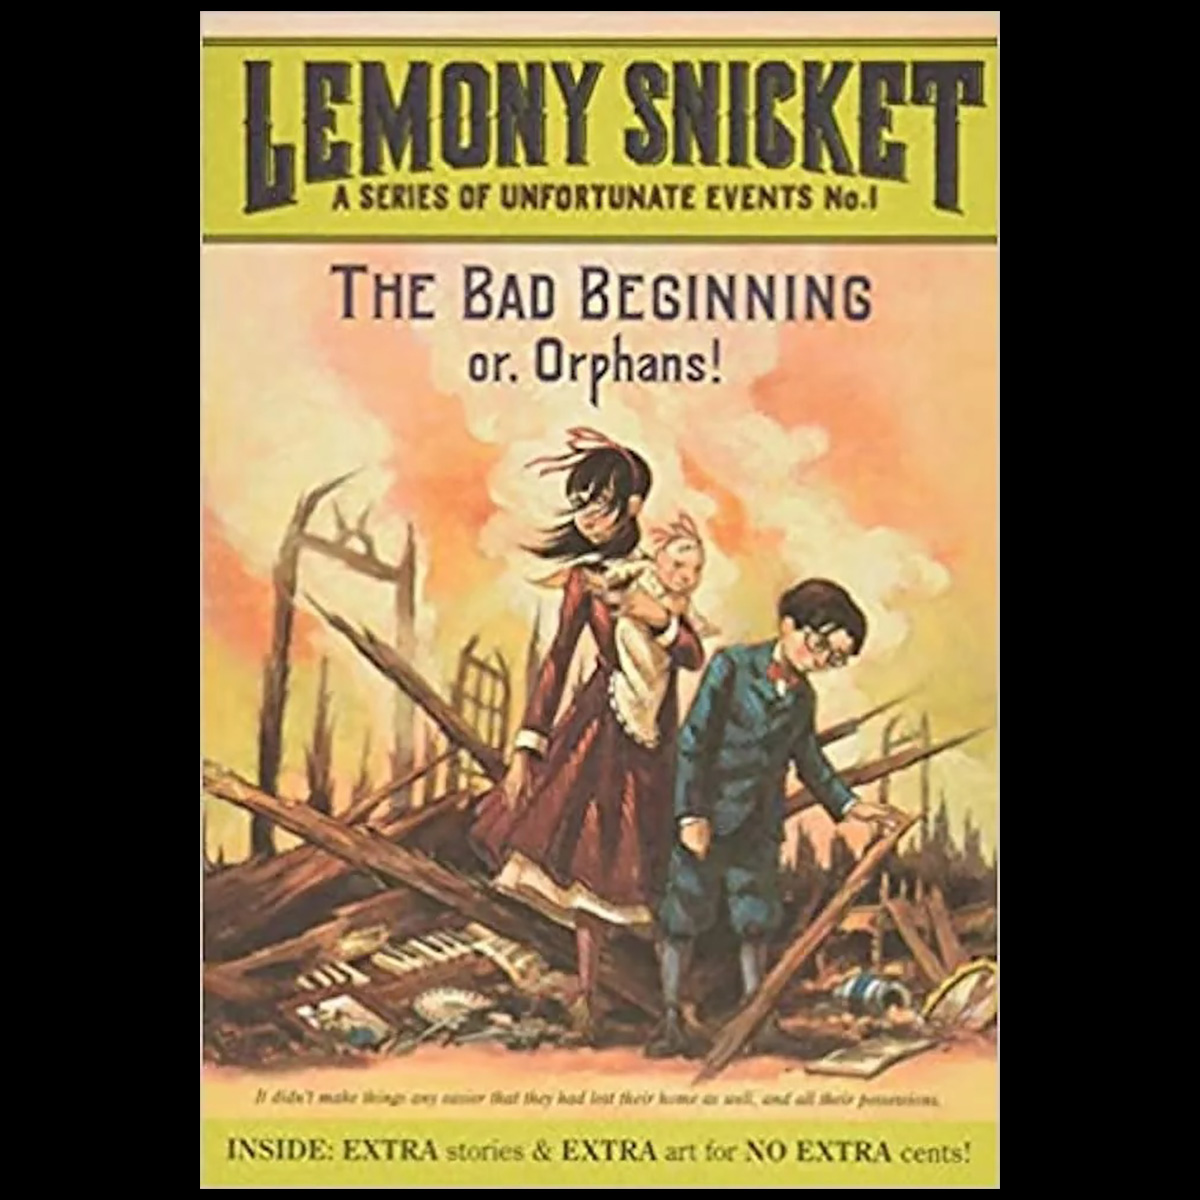 LEMONY SNICKET
A SERIES OF UNFORTUNATE EVENTS No.1
THE BAD BEGINNING
or, Orphans!
It didn't make things any easier that they had lost their home as well, and all their possessions.
INSIDE: EXTRA stories & EXTRA art for NO EXTRA cents!